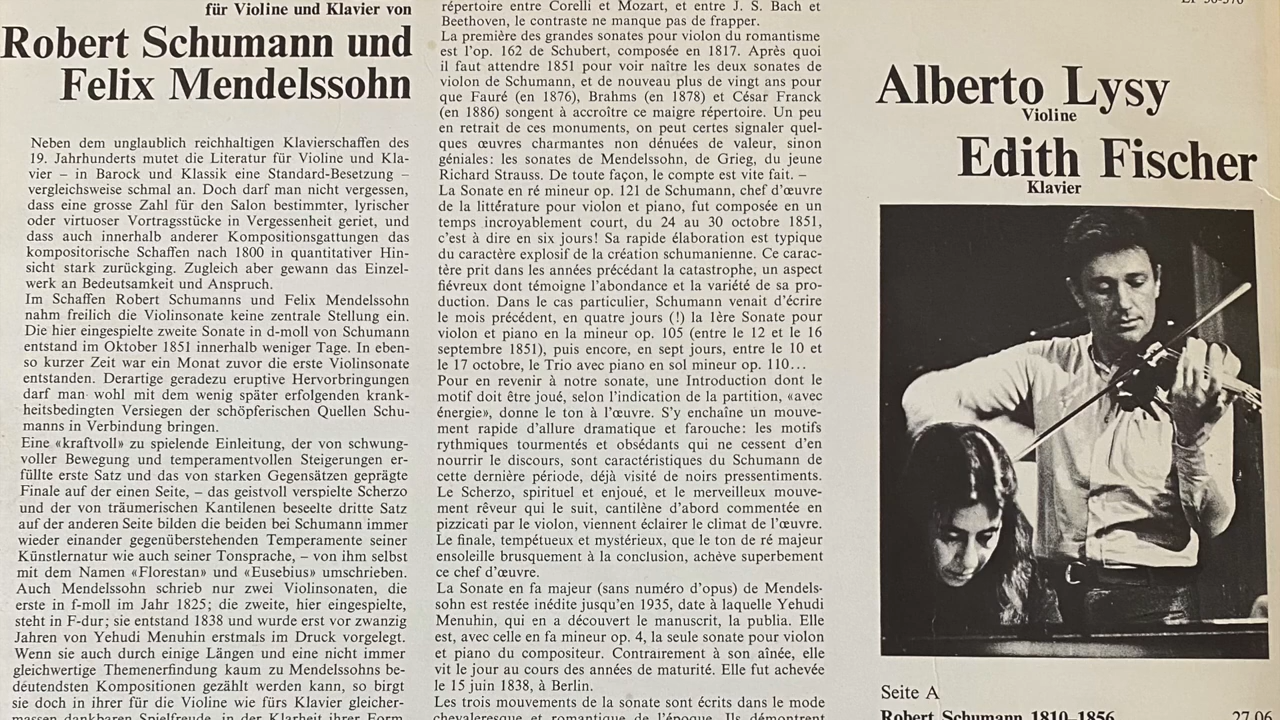 für Violine und Klavier von
Robert Schumann und
Felix Mendelssohn
Neben dem unglaublich reichhaltigen Klavierschaffen des
19. Jahrhunderts mutet die Literatur für Violine und Kla-
vier – in Barock und Klassik eine Standard-Besetzung –
vergleichsweise schmal an. Doch darf man nicht vergessen,
dass eine grosse Zahl für den Salon bestimmter, lyrischer
oder virtuoser Vortragsstücke in Vergessenheit geriet, und
dass auch innerhalb anderer Kompositionsgattungen das
kompositorische Schaffen nach 1800 in quantitativer Hin-
sicht stark zurückging. Zugleich aber gewann das Einzel-
werk an Bedeutsamkeit und Anspruch.
Im Schaffen Robert Schumanns und Felix Mendelssohn
nahm freilich die Violinsonate keine zentrale Stellung ein.
Die hier eingespielte zweite Sonate in d-moll von Schumann
entstand im Oktober 1851 innerhalb weniger Tage. In eben-
so kurzer Zeit war ein Monat zuvor die erste Violinsonate
entstanden. Derartige geradezu eruptive Hervorbringungen
darf man wohl mit dem wenig später erfolgenden krank-
heitsbedingten Versiegen der schöpferischen Quellen Schu-
manns in Verbindung bringen.
Eine «kraftvoll» zu spielende Einleitung, der von schwung-
voller Bewegung und temperamentvollen Steigerungen er-
füllte erste Satz und das von starken Gegensätzen geprägte
Finale auf der einen Seite, – das geistvoll verspielte Scherzo
und der von träumerischen Kantilenen beseelte dritte Satz
auf der anderen Seite bilden die beiden bei Schumann immer
wieder einander gegenüberstehenden Temperamente seiner
Künstlernatur wie auch seiner Tonsprache, – von ihm selbst
mit dem Namen «Florestan» und «Eusebius» umschrieben.
Auch Mendelssohn schrieb nur zwei Violinsonaten, die
erste in f-moll im Jahr 1825; die zweite, hier eingespielte,
steht in F-dur; sie entstand 1838 und wurde erst vor zwanzig
Jahren von Yehudi Menuhin erstmals im Druck vorgelegt.
Wenn sie auch durch einige Längen und eine nicht immer
gleichwertige Themenerfindung kaum zu Mendelssohns be-
deutendsten Kompositionen gezählt werden kann, so birgt
sie doch in ihrer für die Violine wie fürs Klavier gleicher-
massen dankbaren Spielfreude, in der Klarheit ihrer Form
répertoire entre Corelli et Mozart, et entre J. S. Bach et
Beethoven, le contraste ne manque pas de frapper.
La première des grandes sonates pour violon du romantisme
est l'op. 162 de Schubert, composée en 1817. Après quoi
il faut attendre 1851 pour voir naître les deux sonates de
violon de Schumann, et de nouveau plus de vingt ans pour
que Fauré (en 1876), Brahms (en 1878) et César Franck
(en 1886) songent à accroître ce maigre répertoire. Un peu
en retrait de ces monuments, on peut certes signaler quel-
ques œuvres charmantes non dénuées de valeur, sinon
géniales: les sonates de Mendelssohn, de Grieg, du jeune
Richard Strauss. De toute façon, le compte est vite fait. –
La Sonate en ré mineur op. 121 de Schumann, chef d'œuvre
de la littérature pour violon et piano, fut composée en un
temps incroyablement court, du 24 au 30 octobre 1851,
c'est à dire en six jours! Sa rapide élaboration est typique
du caractère explosif de la création schumanienne. Ce carac-
tère prit dans les années précédant la catastrophe, un aspect
fiévreux dont témoigne l'abondance et la variété de sa pro-
duction. Dans le cas particulier, Schumann venait d'écrire
le mois précédent, en quatre jours (!) la 1ère Sonate pour
violon et piano en la mineur op. 105 (entre le 12 et le 16
septembre 1851), puis encore, en sept jours, entre le 10 et
le 17 octobre, le Trio avec piano en sol mineur op. 110...
Pour en revenir à notre sonate, une Introduction dont le
motif doit être joué, selon l'indication de la partition, «avec
énergie», donne le ton à l'œuvre. S'y enchaîne un mouve-
ment rapide d'allure dramatique et farouche: les motifs
rythmiques tourmentés et obsédants qui ne cessent d'en
nourrir le discours, sont caractéristiques du Schumann de
cette dernière période, déjà visité de noirs pressentiments.
Le Scherzo, spirituel et enjoué, et le merveilleux mouve-
ment rêveur qui le suit, cantilène d'abord commentée en
pizzicati par le violon, viennent éclairer le climat de l'œuvre.
Le finale, tempétueux et mystérieux, que le ton de ré majeur
ensoleille brusquement à la conclusion, achève superbement
ce chef d'œuvre.
La Sonate en fa majeur (sans numéro d'opus) de Mendels-
sohn est restée inédite jusqu'en 1935, date à laquelle Yehudi
Menuhin, qui en a découvert le manuscrit, la publia. Elle
est, avec celle en fa mineur op. 4, la seule sonate pour violon
et piano du compositeur. Contrairement à son aînée, elle
vit le jour au cours des années de maturité. Elle fut achevée
le 15 juin 1838, à Berlin.
Les trois mouvements de la sonate sont écrits dans le mode
chevaleresque et romantique de l'époque. Ils démontrent
Alberto Lysy
Violine
Edith Fischer
Klavier
Seite A
Robert Schumann 1810–1856
27.06